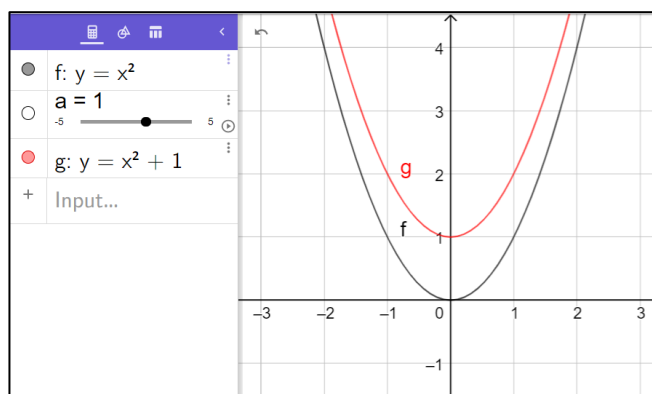 f: y = x²
a = 1
-5 5
g: y = x² + 1
+ Input...
4
3
g
2
f
1
–3 –2 –1 0 1 2 3
–1